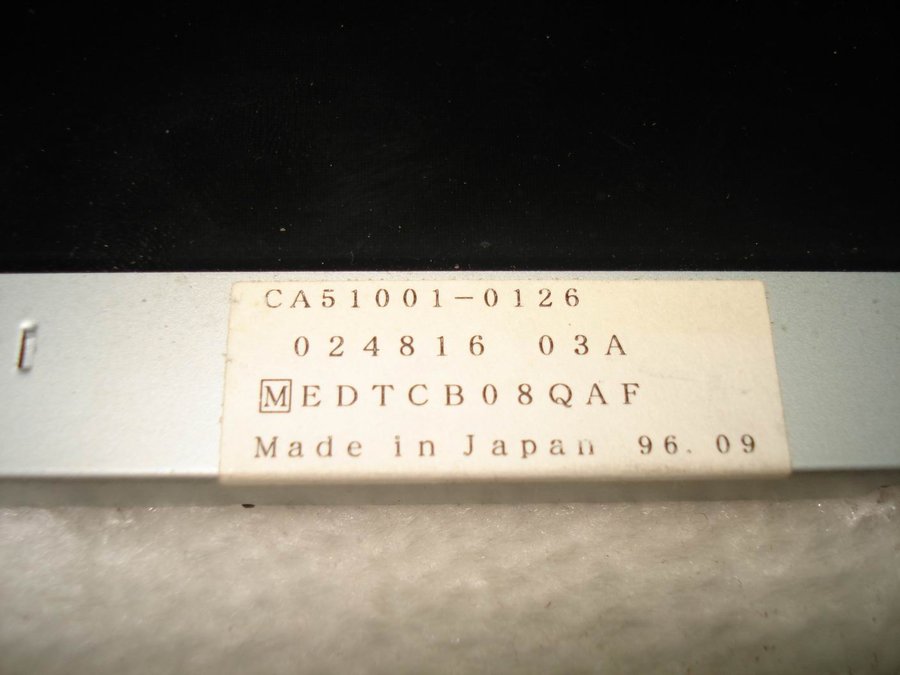 CA51001-0126
024816 03A
MEDTCB08QAF
Made in Japan 96.09